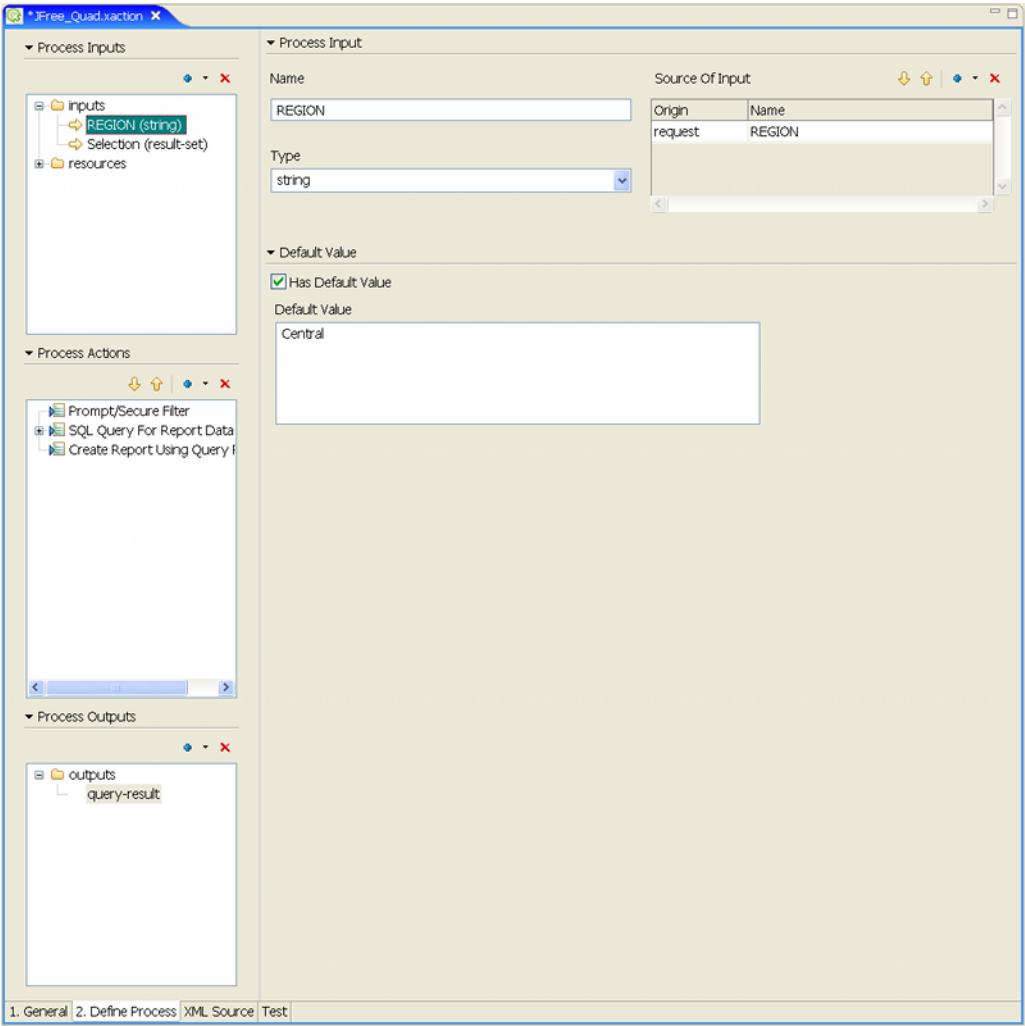 *JFree_Quad.xaction
Process Inputs
inputs
REGION (string)
Selection (result-set)
resources
Process Actions
Prompt/Secure Filter
SQL Query For Report Data
Create Report Using Query
Process Outputs
outputs
query-result
Process Input
Name
REGION
Type
string
Source Of Input
Origin Name
request REGION
Default Value
Has Default Value
Default Value
Central
1. General 2. Define Process XML Source Test